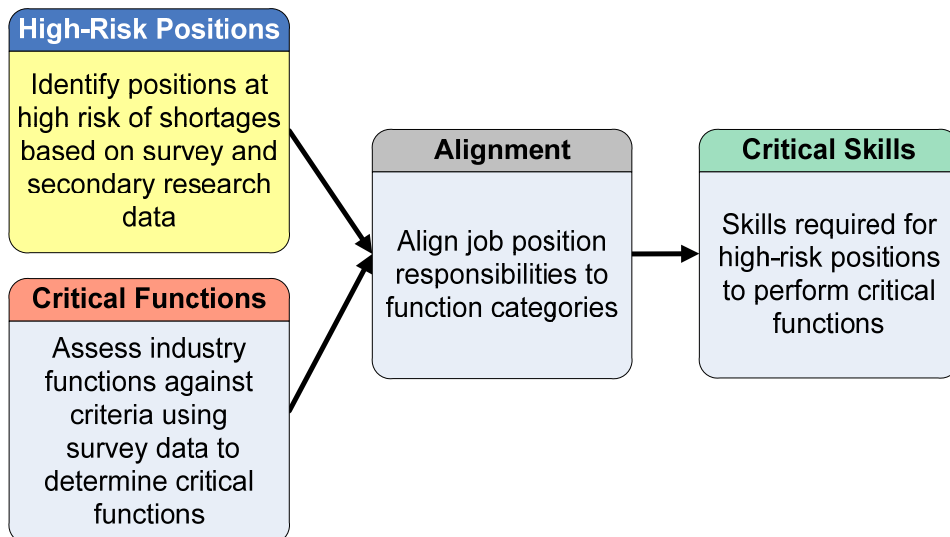 High-Risk Positions
Identify positions at
high risk of shortages
based on survey and
secondary research
data
Critical Functions
Assess industry
functions against
criteria using
survey data to
determine critical
functions
Alignment
Align job position
responsibilities to
function categories
Critical Skills
Skills required for
high-risk positions
to perform critical
functions